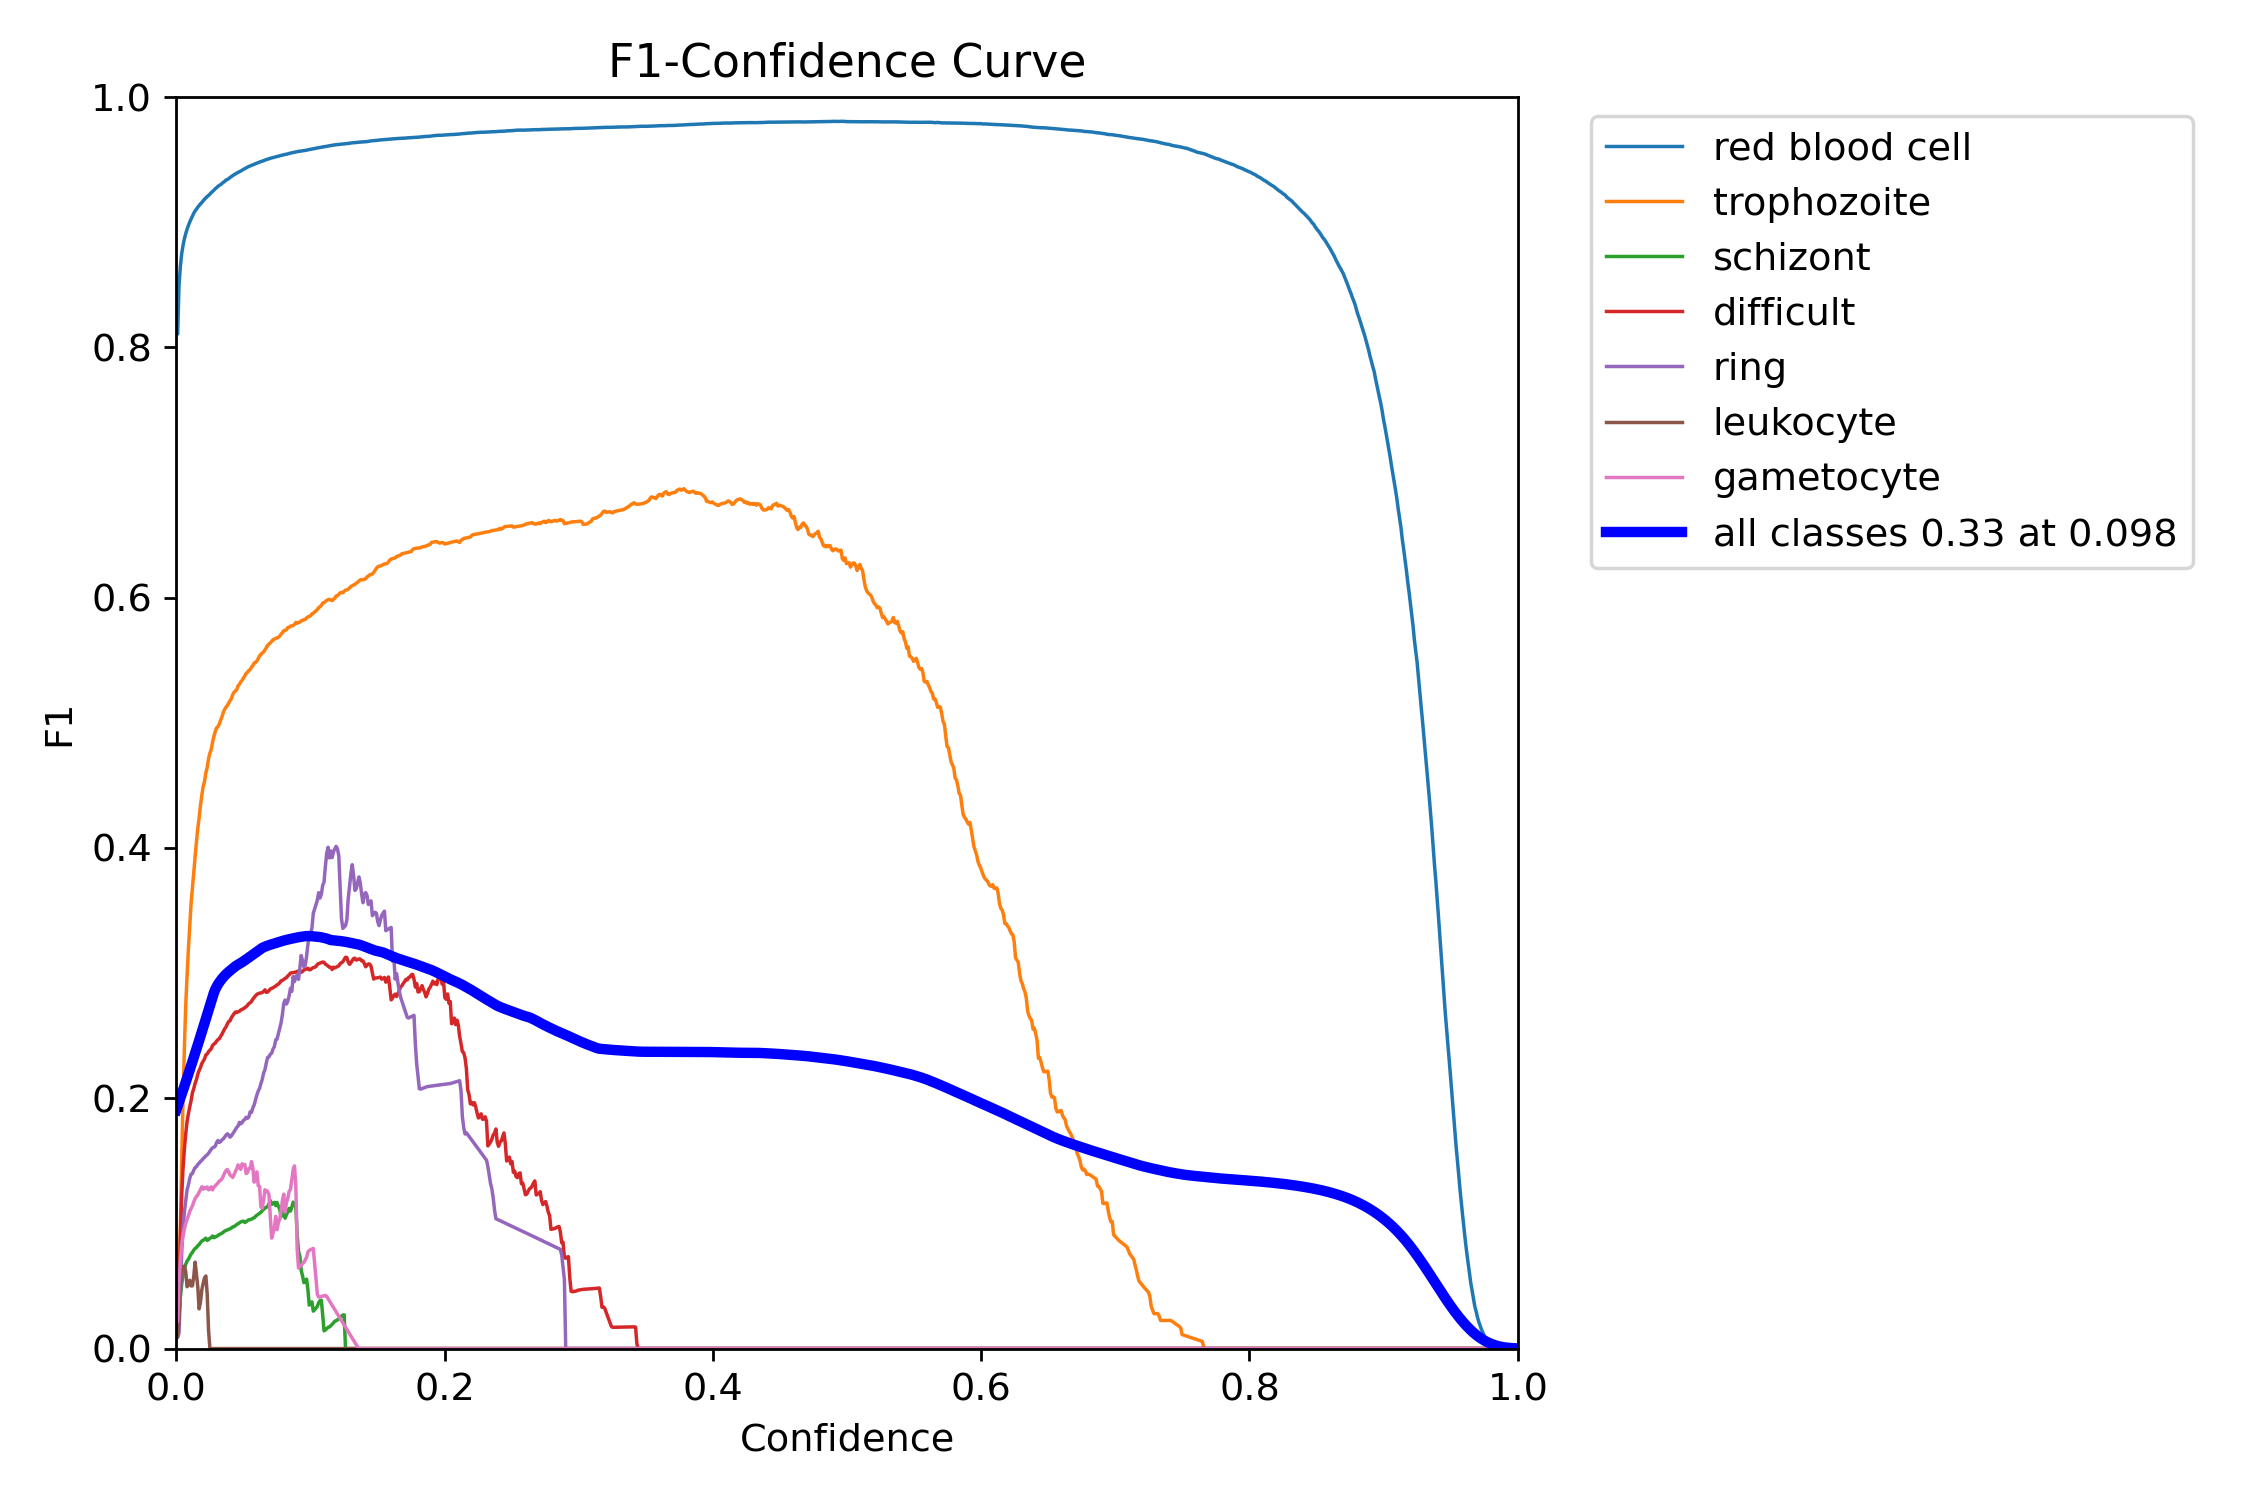 F1-Confidence Curve
1.0
0.8
0.6
0.4
0.2
0.0
F1
0.0 0.2 0.4 0.6 0.8 1.0
Confidence
red blood cell
trophozoite
schizont
difficult
ring
leukocyte
gametocyte
all classes 0.33 at 0.098